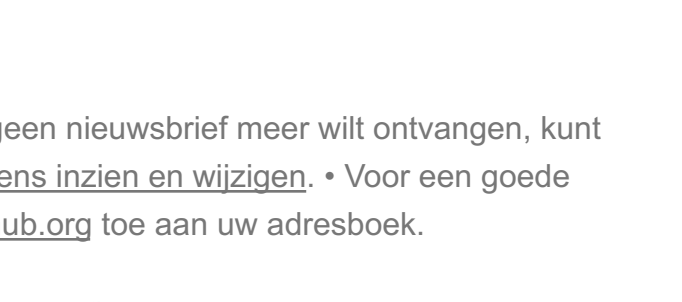 geen nieuwsbrief meer wilt ontvangen, kunt
ens inzien en wijzigen. • Voor een goede
ub.org toe aan uw adresboek.